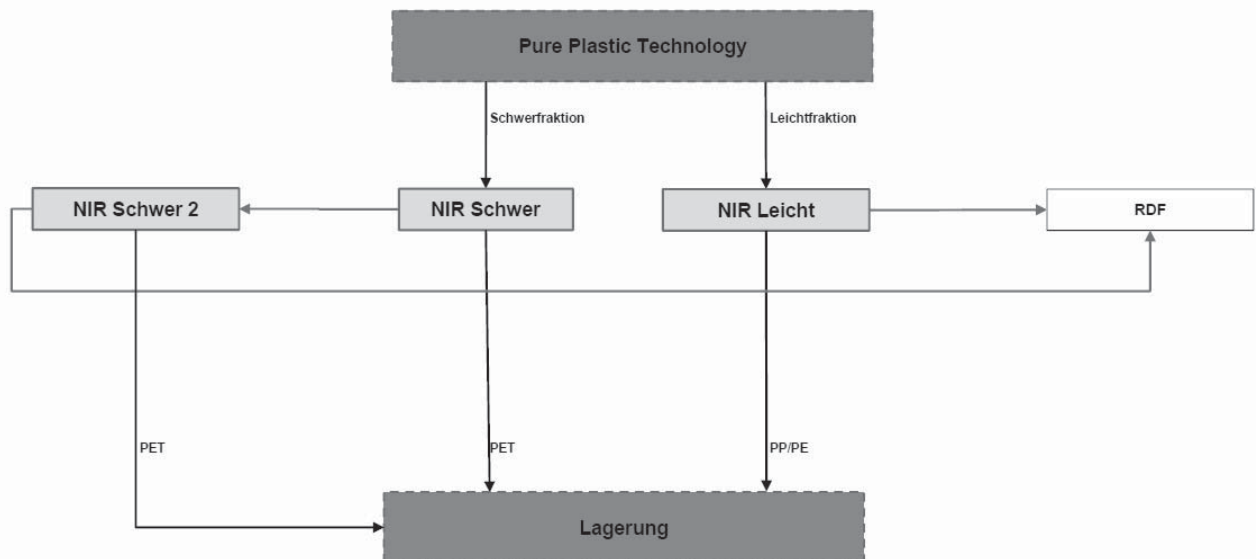 Pure Plastic Technology
Schwerfraktion
Leichtfraktion
NIR Schwer 2
NIR Schwer
NIR Leicht
RDF
PET
PET
PP/PE
Lagerung